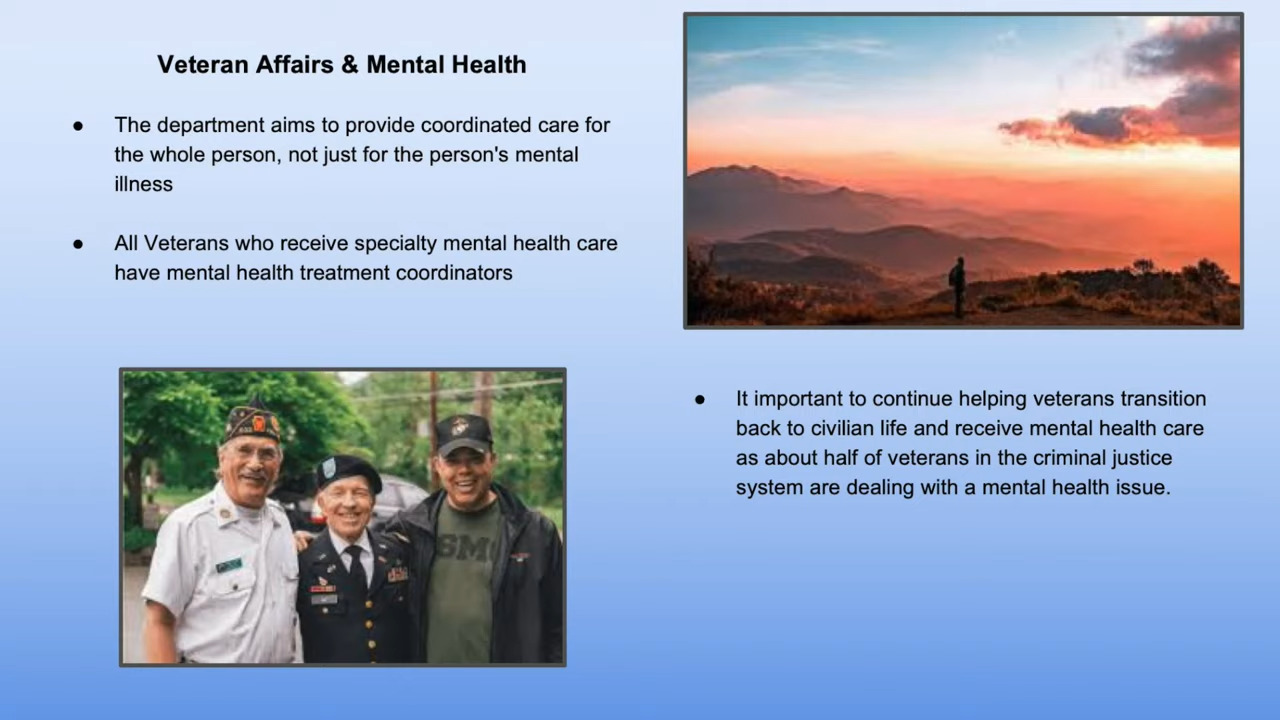 Veteran Affairs & Mental Health
● The department aims to provide coordinated care for
the whole person, not just for the person's mental
illness
● All Veterans who receive specialty mental health care
have mental health treatment coordinators
● It important to continue helping veterans transition
back to civilian life and receive mental health care
as about half of veterans in the criminal justice
system are dealing with a mental health issue.
SMC